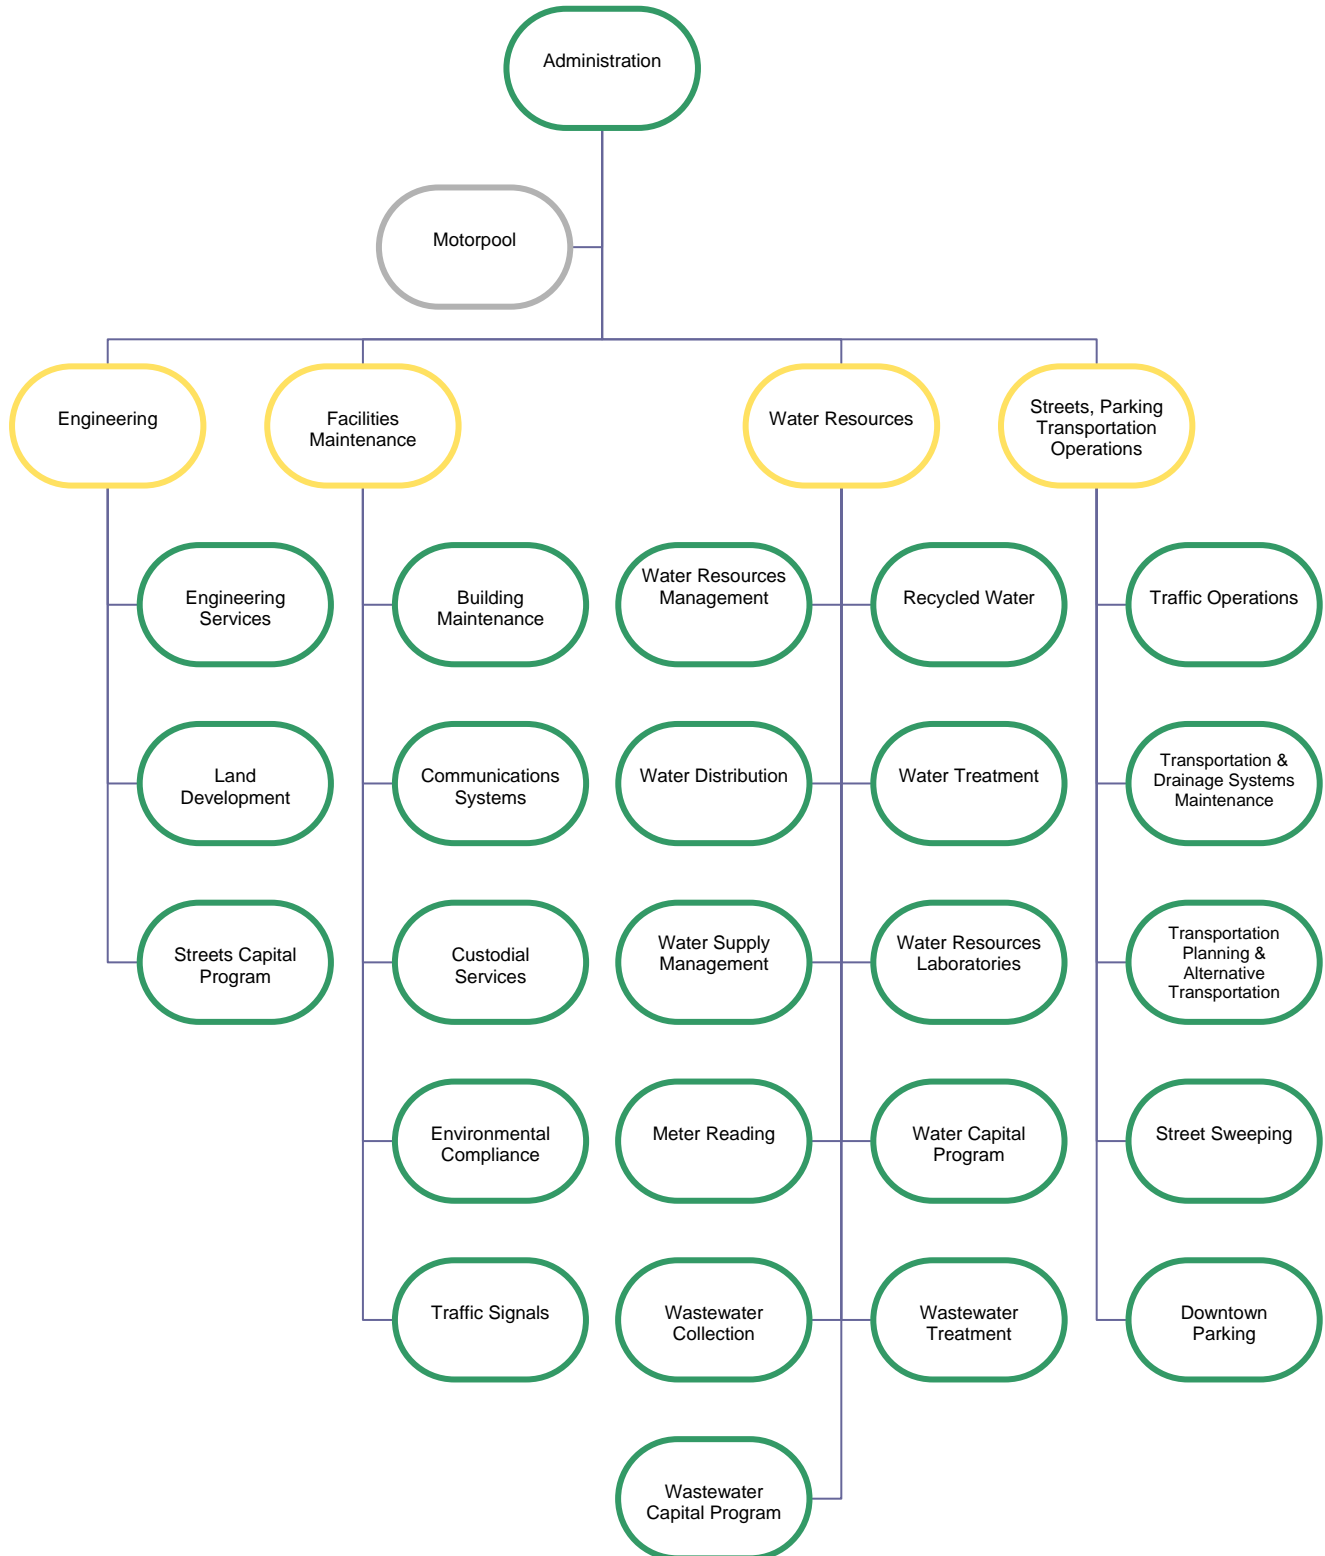 Administration
Motorpool
Engineering
Facilities
Maintenance
Water Resources
Streets, Parking
Transportation
Operations
Engineering
Services
Building
Maintenance
Water Resources
Management
Recycled Water
Traffic Operations
Land
Development
Communications
Systems
Water Distribution
Water Treatment
Transportation &
Drainage Systems
Maintenance
Streets Capital
Program
Custodial
Services
Water Supply
Management
Water Resources
Laboratories
Transportation
Planning &
Alternative
Transportation
Environmental
Compliance
Meter Reading
Water Capital
Program
Street Sweeping
Traffic Signals
Wastewater
Collection
Wastewater
Treatment
Downtown
Parking
Wastewater
Capital Program